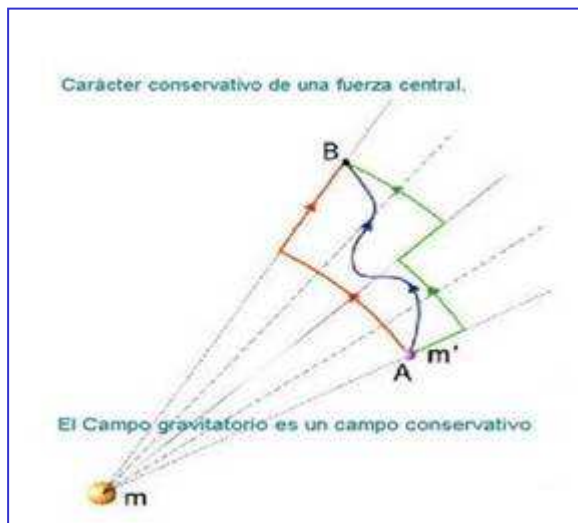 Carácter conservativo de una fuerza central.
B
A
m'
El Campo gravitatorio es un campo conservativo
m